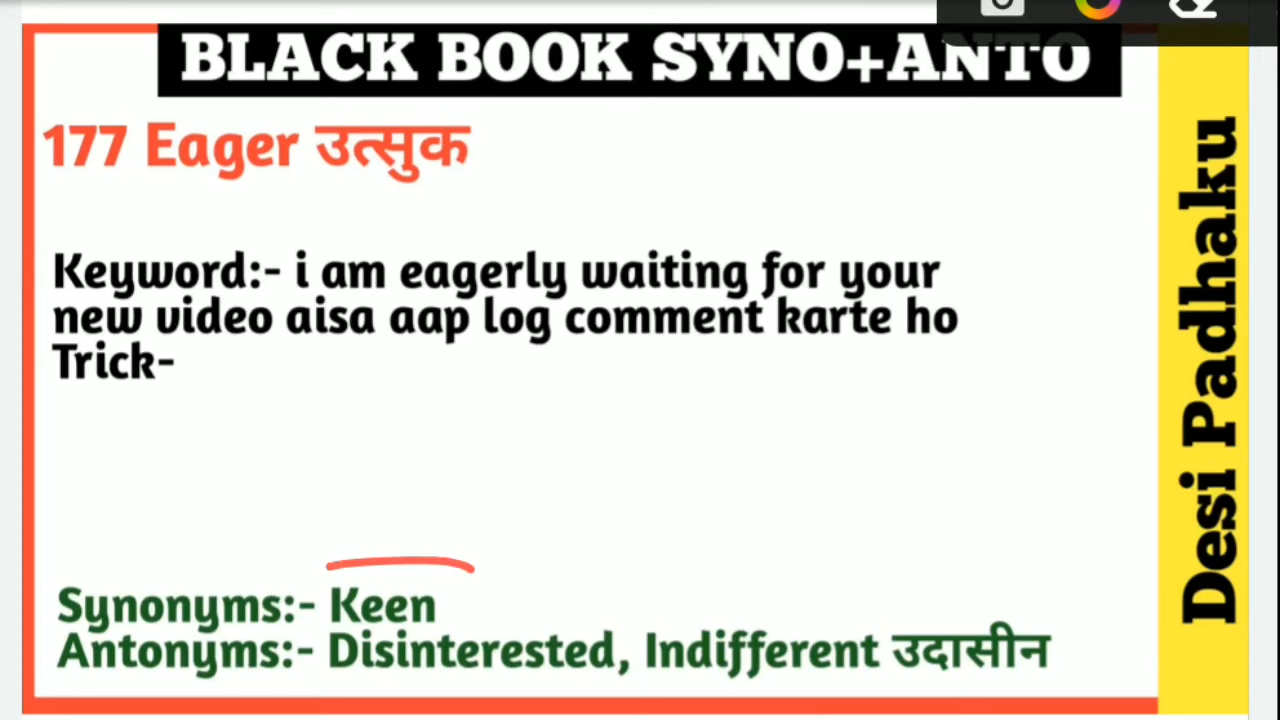 BLACK BOOK SYNO+ANTO
177 Eager उत्सुक
Keyword:- i am eagerly waiting for your
new video aisa aap log comment karte ho
Trick-
Synonyms:- Keen
Antonyms:- Disinterested, Indifferent उदासीन
Desi Padhaku